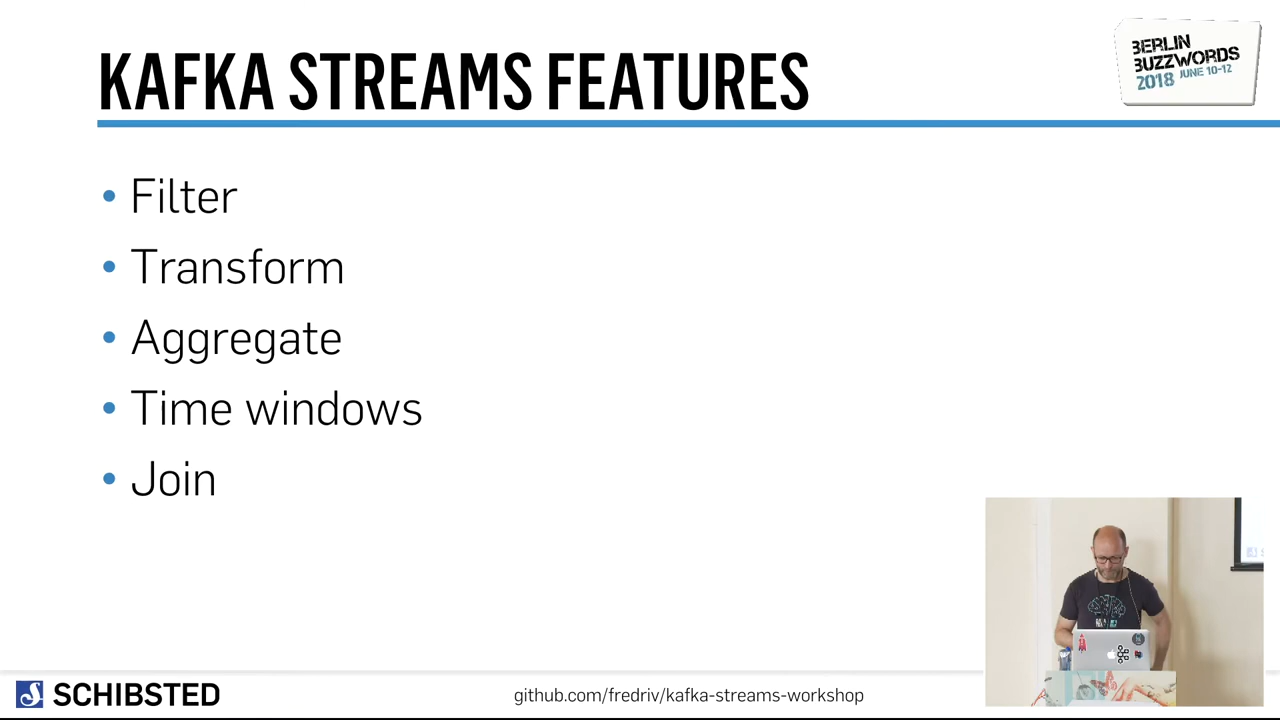 KAFKA STREAMS FEATURES
BERLIN
BUZZWORDS
2018 JUNE 10-12
• Filter
• Transform
• Aggregate
• Time windows
• Join
SCHIBSTED
github.com/fredriv/kafka-streams-workshop